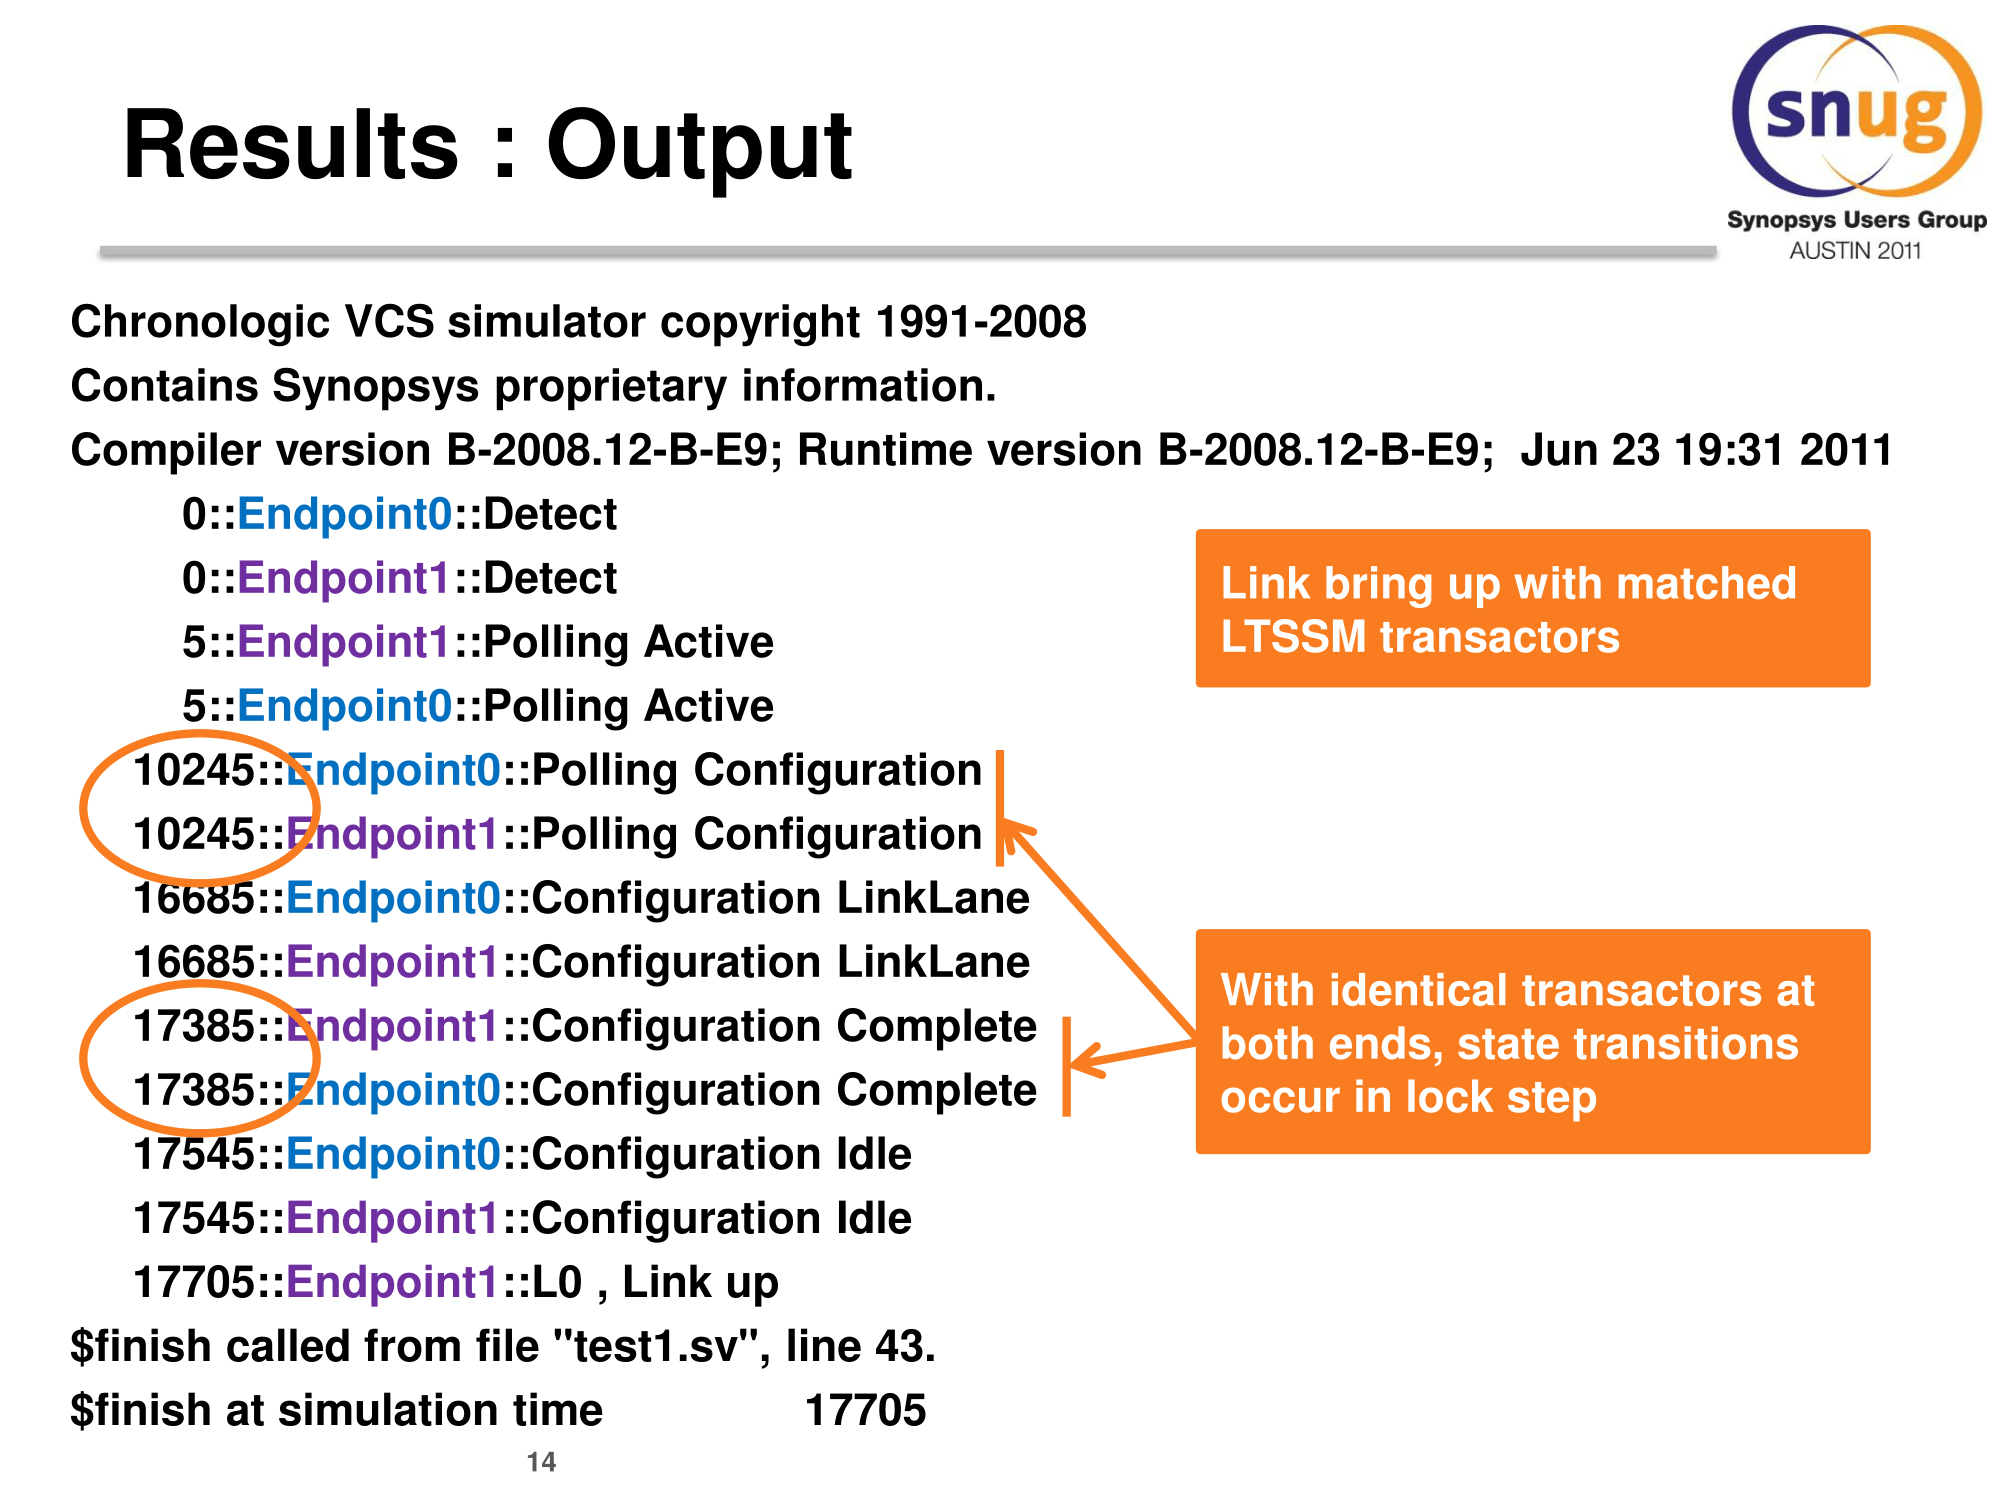 Results : Output
snug
Synopsys Users Group
AUSTIN 2011
Chronologic VCS simulator copyright 1991-2008
Contains Synopsys proprietary information.
Compiler version B-2008.12-B-E9; Runtime version B-2008.12-B-E9;  Jun 23 19:31 2011
0::Endpoint0::Detect
0::Endpoint1::Detect
5::Endpoint1::Polling Active
5::Endpoint0::Polling Active
10245::Endpoint0::Polling Configuration
10245::Endpoint1::Polling Configuration
16685::Endpoint0::Configuration LinkLane
16685::Endpoint1::Configuration LinkLane
17385::Endpoint1::Configuration Complete
17385::Endpoint0::Configuration Complete
17545::Endpoint0::Configuration Idle
17545::Endpoint1::Configuration Idle
17705::Endpoint1::L0 , Link up
$finish called from file "test1.sv", line 43.
$finish at simulation time 17705
Link bring up with matched
LTSSM transactors
With identical transactors at
both ends, state transitions
occur in lock step
14